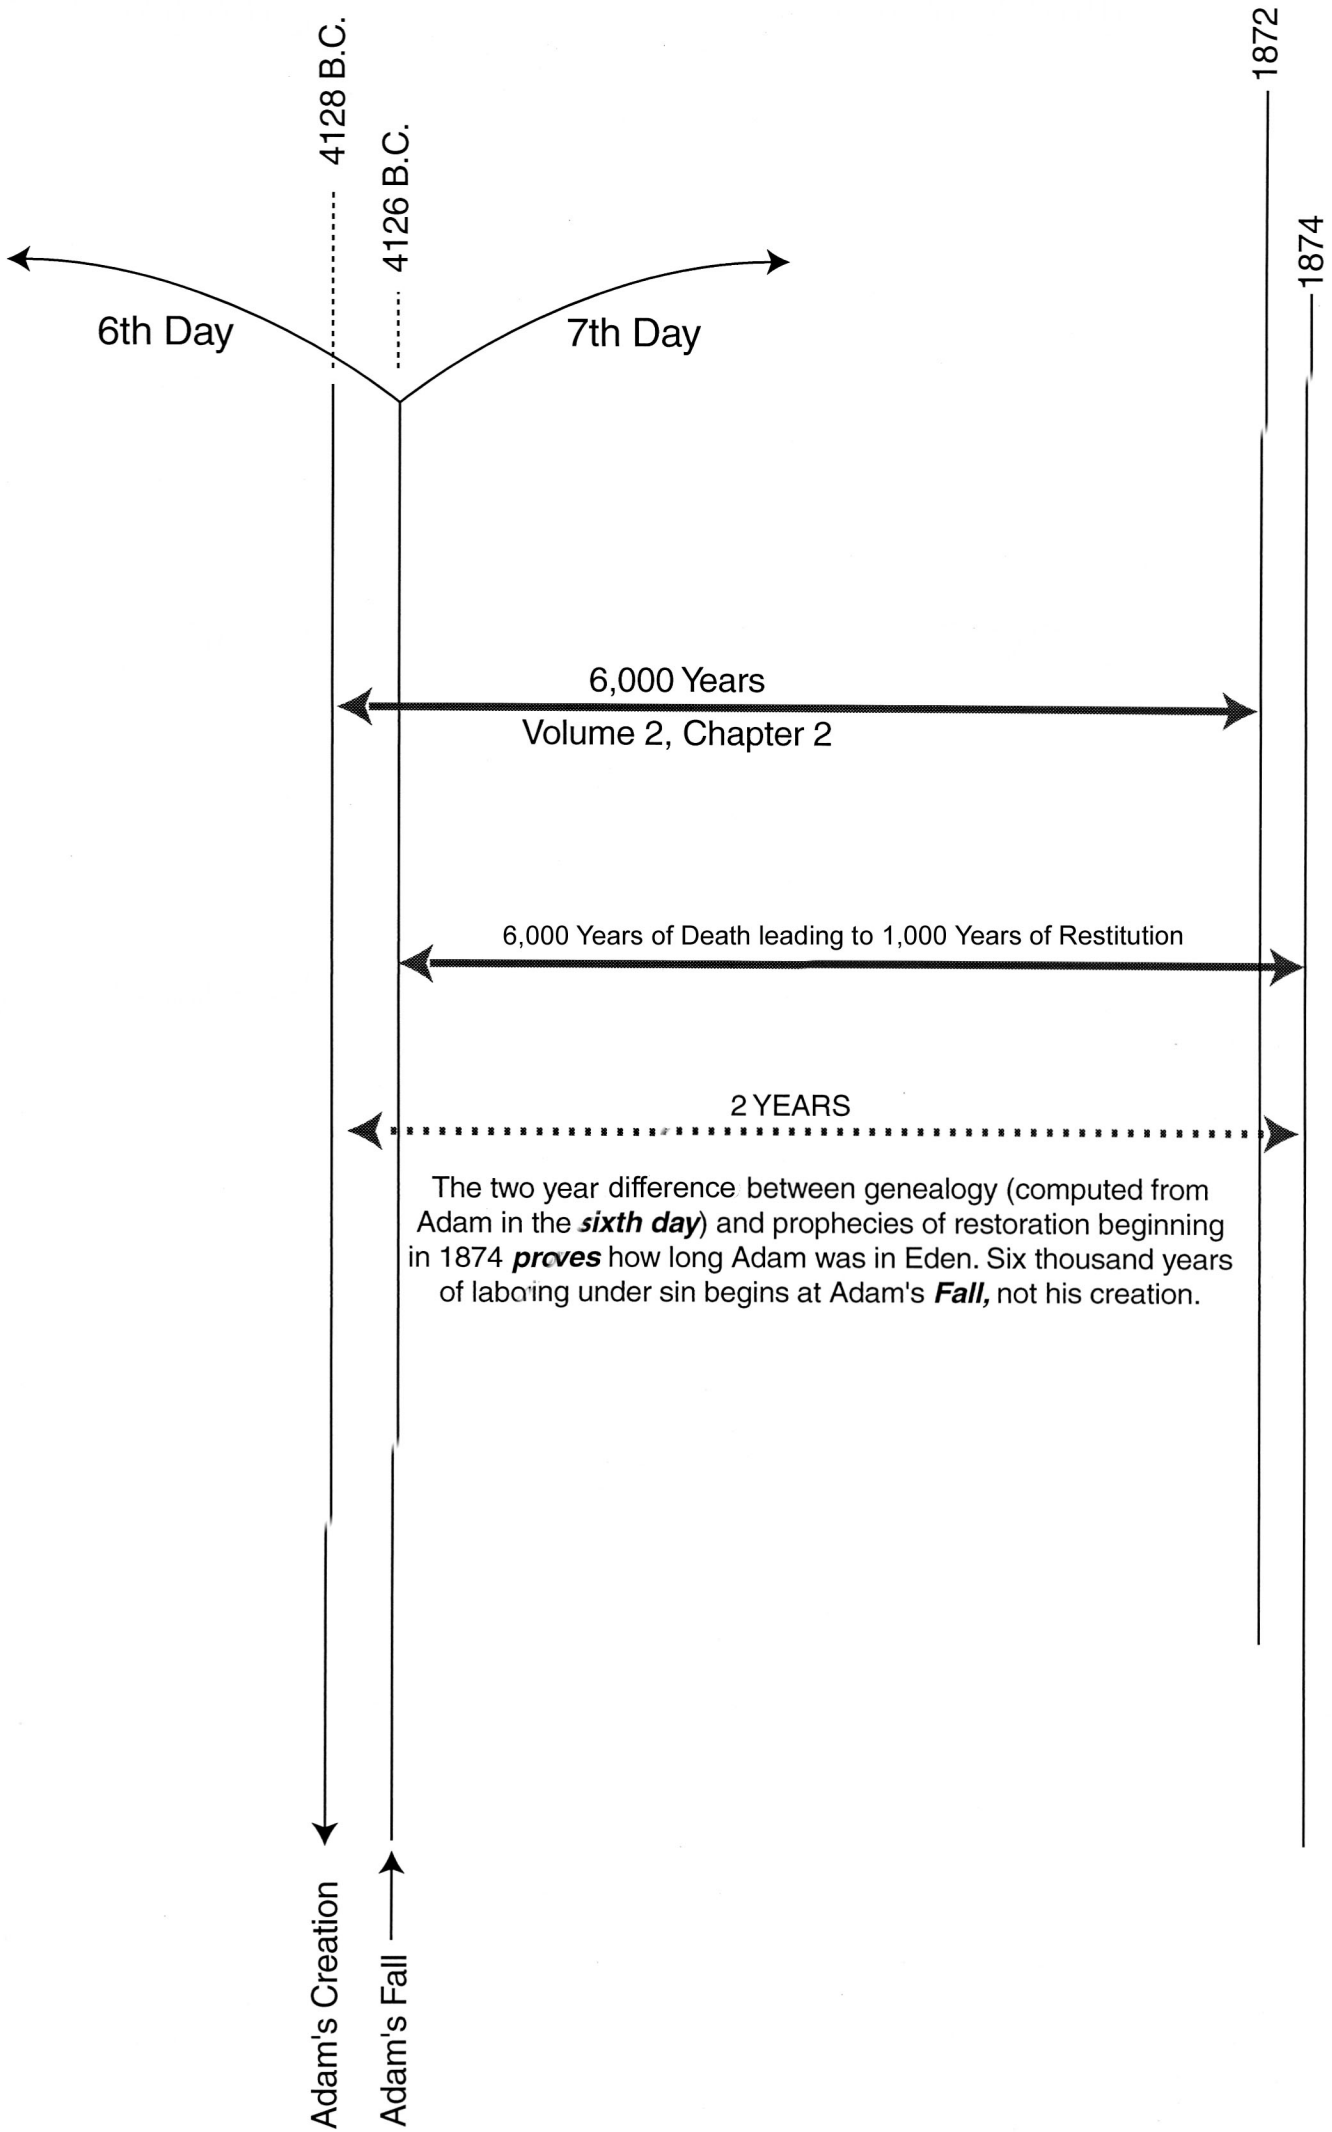 4128 B.C.
4126 B.C.
1872
1874
6th Day
7th Day
6,000 Years
Volume 2, Chapter 2
6,000 Years of Death leading to 1,000 Years of Restitution
2 YEARS
The two year difference between genealogy (computed from
Adam in the sixth day) and prophecies of restoration beginning
in 1874 proves how long Adam was in Eden. Six thousand years
of laboring under sin begins at Adam's Fall, not his creation.
Adam's Creation
Adam's Fall